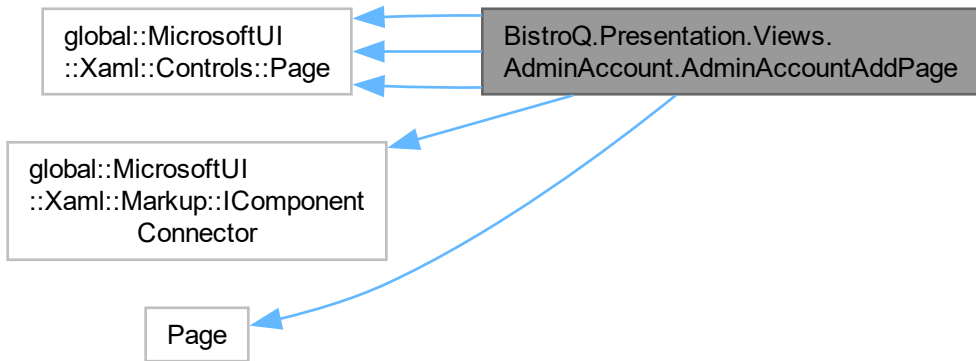 global::MicrosoftUI
::Xaml::Controls::Page
BistroQ.Presentation.Views.
AdminAccount.AdminAccountAddPage
global::MicrosoftUI
::Xaml::Markup::IComponent
Connector
Page